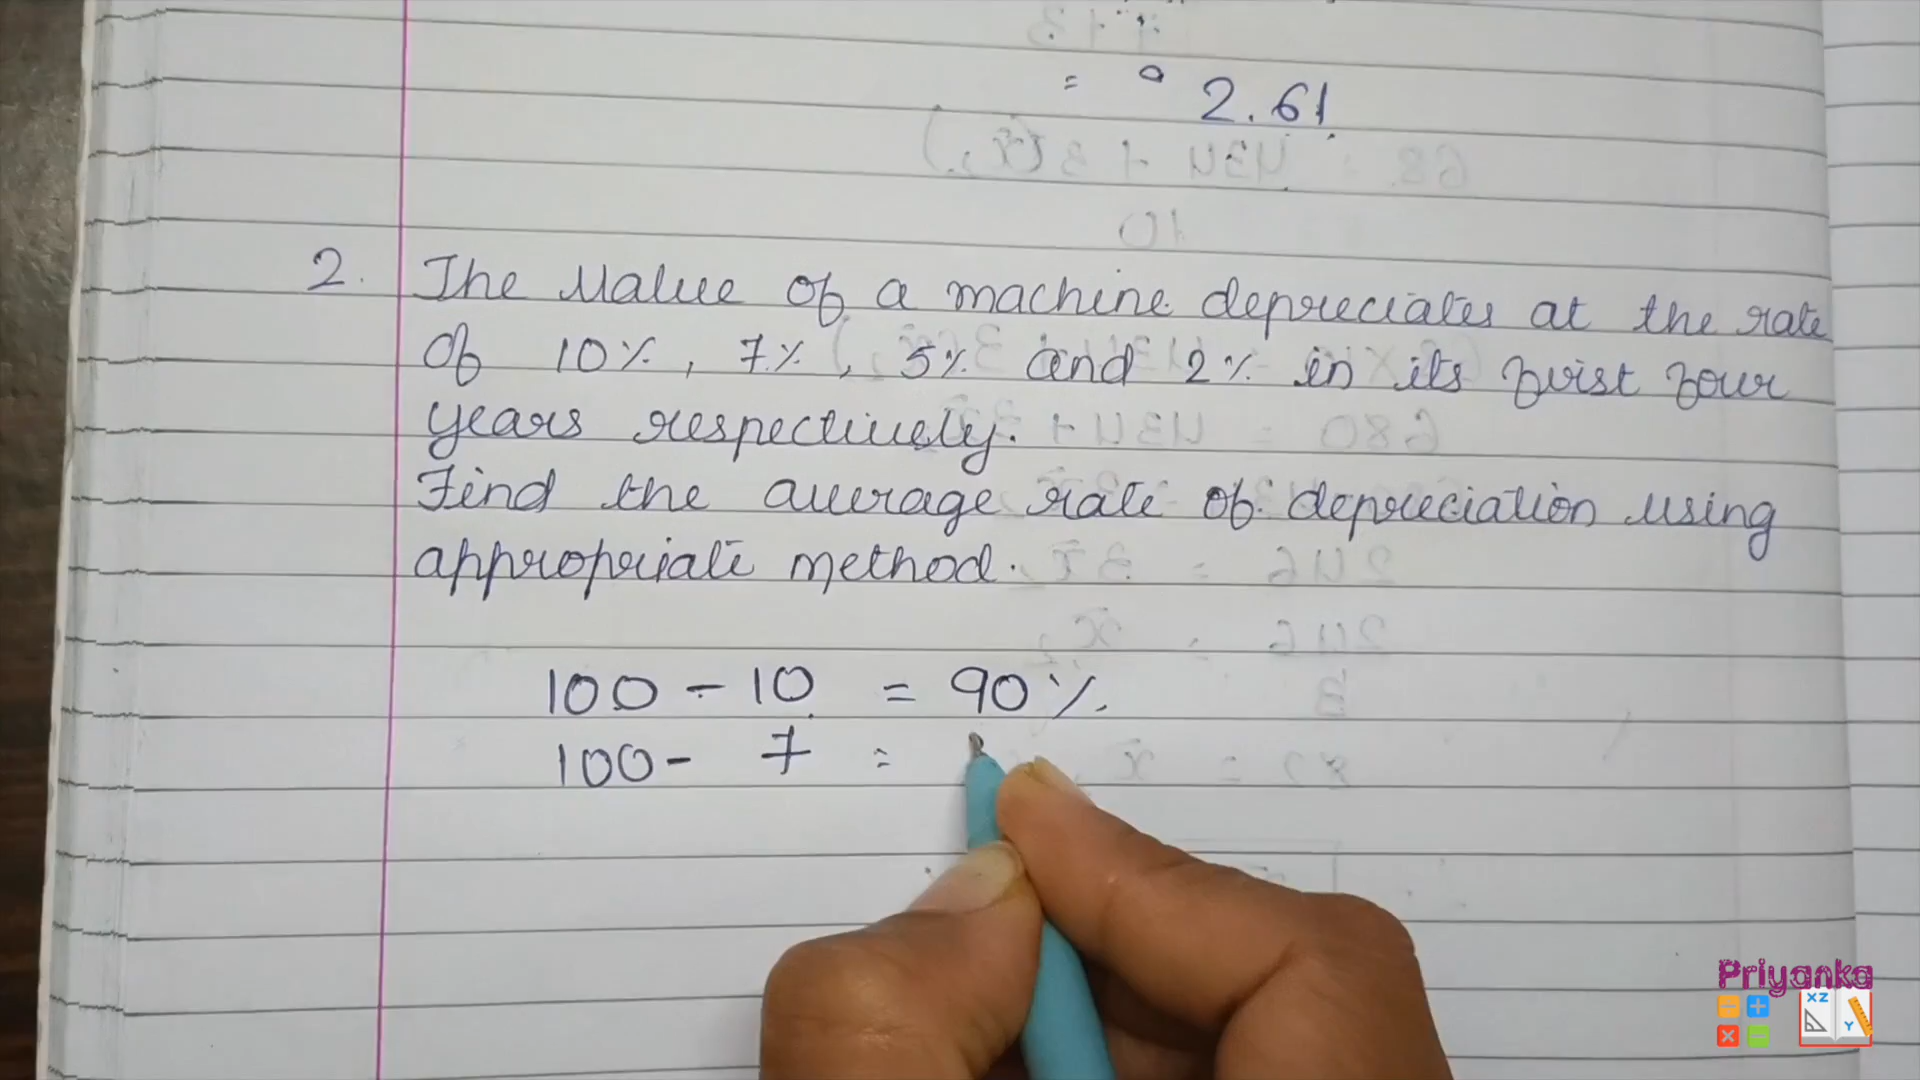 = 2.61
2. The value of a machine depreciates at the rate
of 10%, 7%, 5% and 2% in its first four
years respectively.
Find the average rate of depreciation using
appropriate method.
100 - 10 = 90%
100 - 7 =
Priyanka
XZ
Y